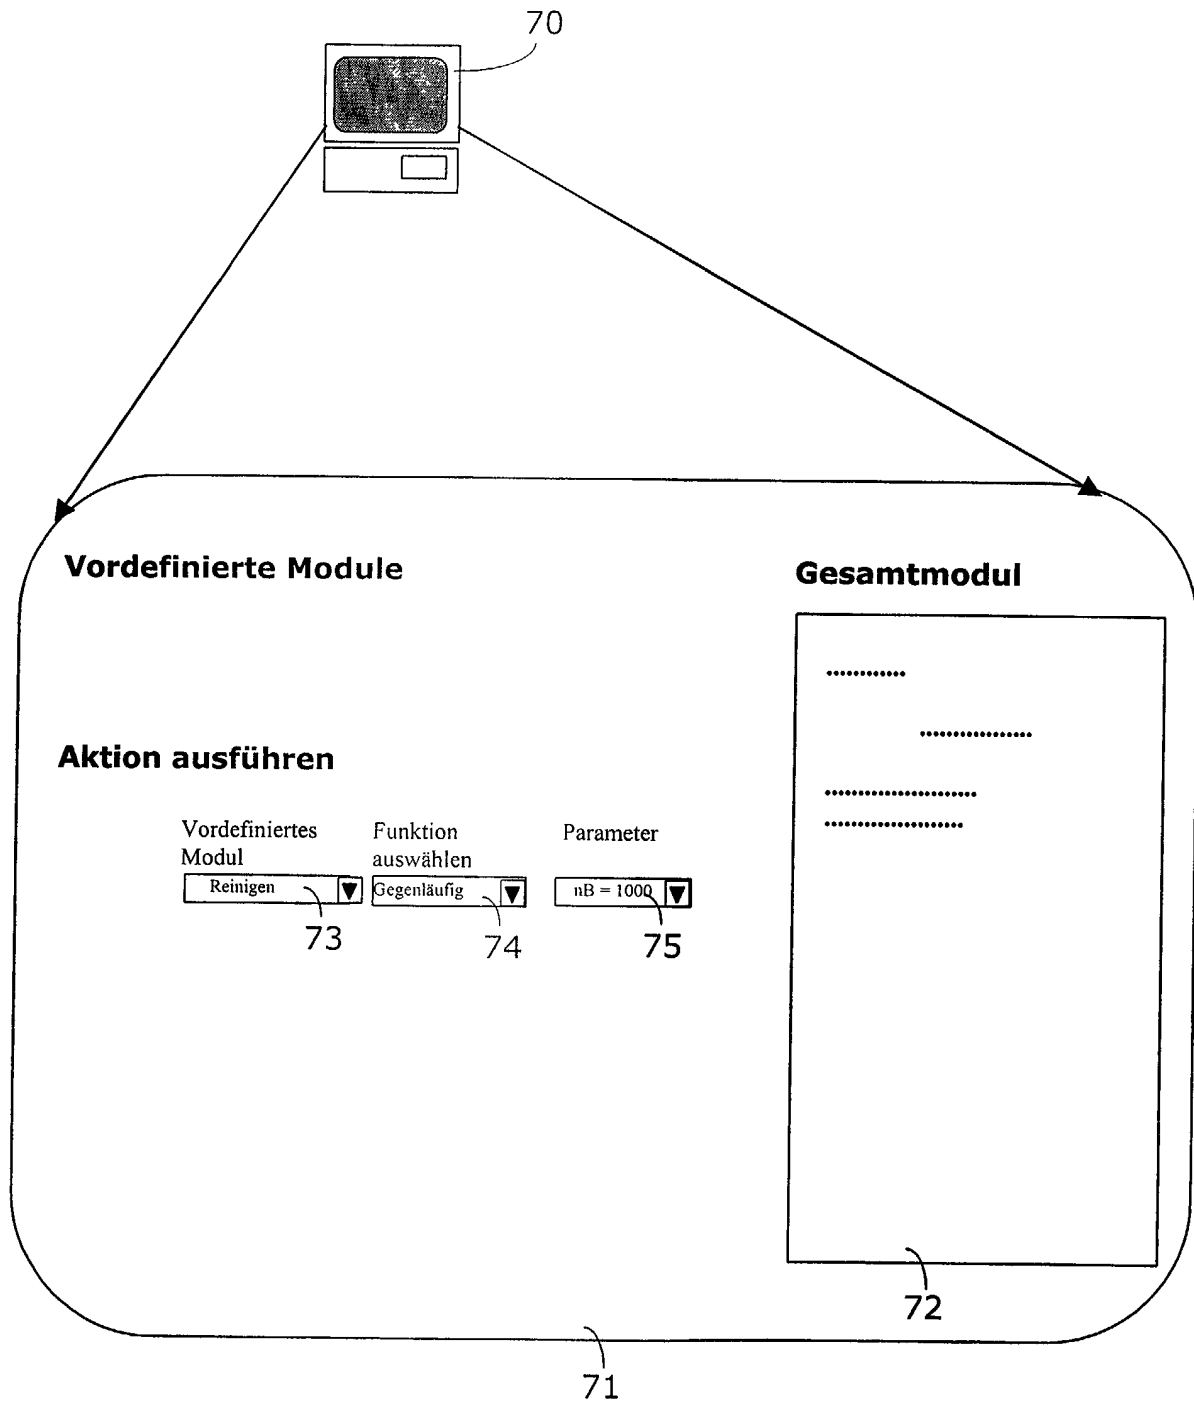 70
Vordefinierte Module
Gesamtmodul
Aktion ausführen
Vordefiniertes
Modul
Funktion
auswählen
Parameter
Reinigen
Gegenläufig
nB = 1000
73
74
75
72
71